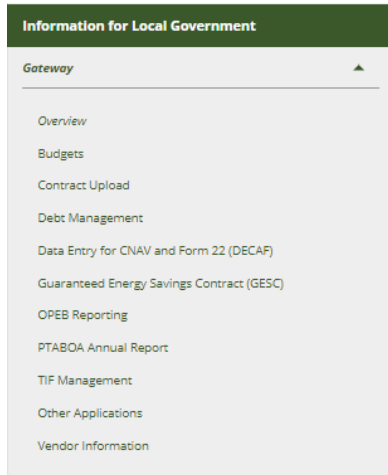 Information for Local Government
Gateway
Overview
Budgets
Contract Upload
Debt Management
Data Entry for CNAV and Form 22 (DECAF)
Guaranteed Energy Savings Contract (GESC)
OPEB Reporting
PTABOA Annual Report
TIF Management
Other Applications
Vendor Information